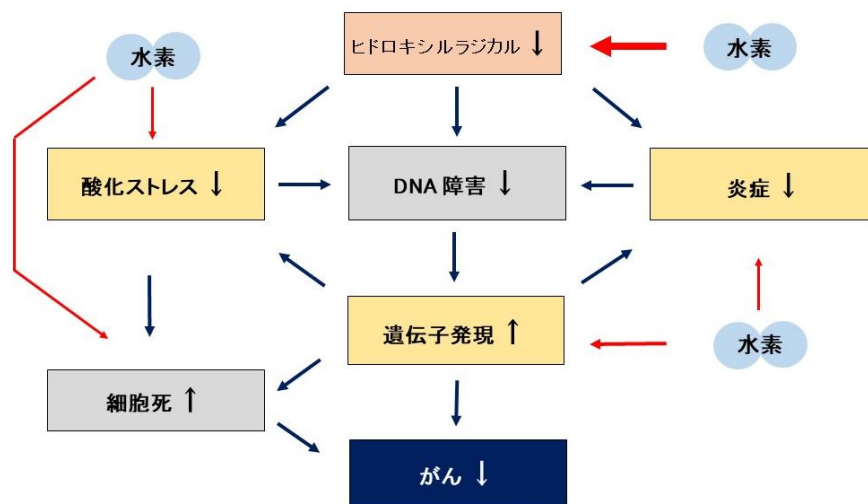 水素
ヒドロキシルラジカル ↓
水素
酸化ストレス ↓
DNA 障害 ↓
炎症 ↓
遺伝子発現 ↑
水素
細胞死 ↑
がん ↓